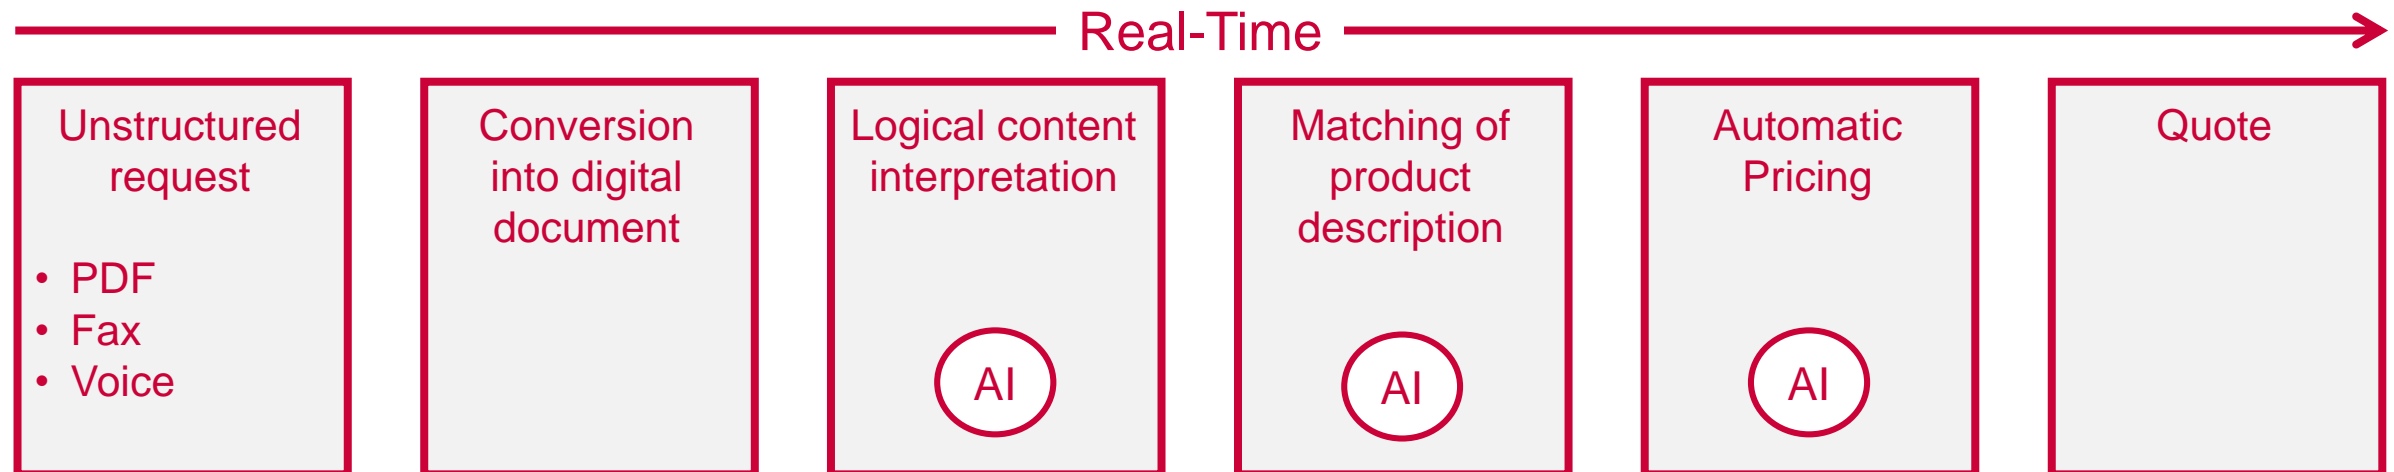 Real-Time
Unstructured
request
• PDF
• Fax
• Voice
Conversion
into digital
document
Logical content
interpretation
AI
Matching of
product
description
AI
Automatic
Pricing
AI
Quote